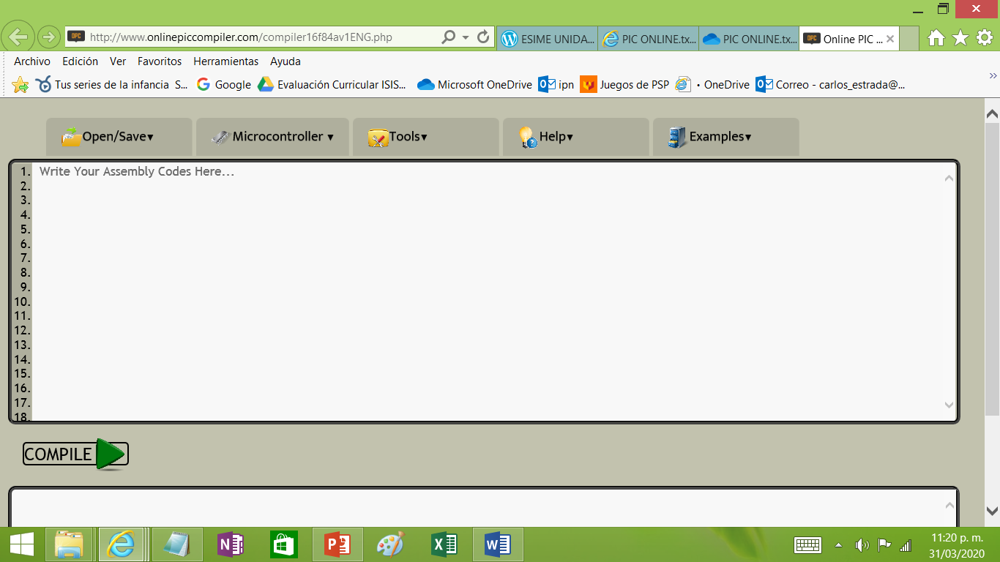 http://www.onlinepiccompiler.com/compiler16f84av1ENG.php
ESIME UNIDA...
PIC ONLINE.tx...
PIC ONLINE.tx...
OPC Online PIC ...
Archivo Edición Ver Favoritos Herramientas Ayuda
Tus series de la infancia S... Google Evaluación Curricular ISIS... Microsoft OneDrive ipn Juegos de PSP • OneDrive Correo - carlos_estrada@...
Open/Save▾ Microcontroller ▾ Tools▾ Help▾ Examples▾
1. Write Your Assembly Codes Here...
2.
3.
4.
5.
6.
7.
8.
9.
10.
11.
12.
13.
14.
15.
16.
17.
18.
COMPILE
11:20 p. m.
31/03/2020